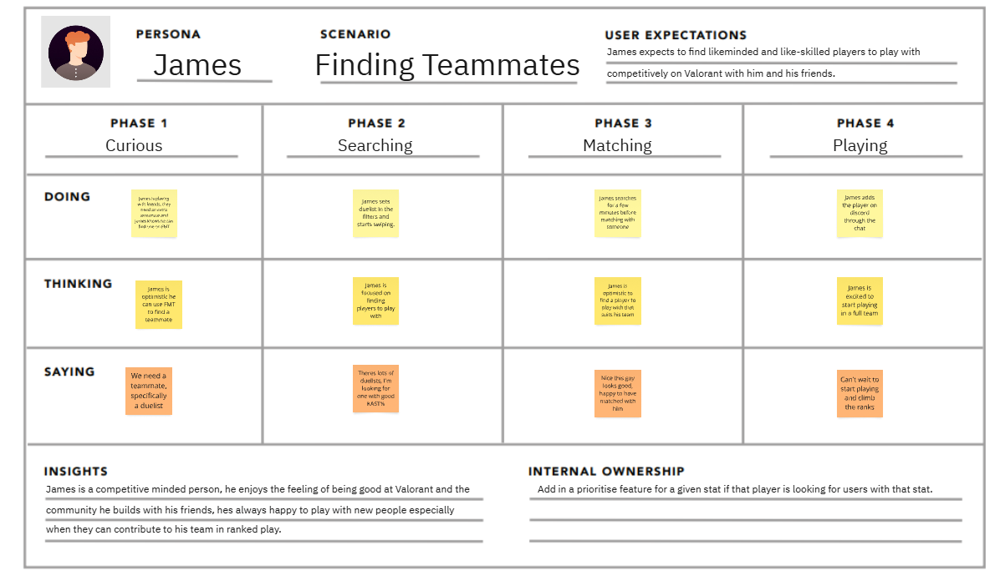 PERSONA
James
SCENARIO
Finding Teammates
USER EXPECTATIONS
James expects to find likeminded and like-skilled players to play with
competitively on Valorant with him and his friends.
PHASE 1
Curious
PHASE 2
Searching
PHASE 3
Matching
PHASE 4
Playing
DOING
James is playing
with friends, they
need an extra
teammate and
James knows he can
find one on FMT
James sets
duelist in the
filters and
starts swiping.
James searches
for a few
minutes before
matching with
someone
James adds
the player on
discord
through the
chat
THINKING
James is
optimistic he
can use FMT
to find a
teammate
James is
focused on
finding
players to play
with
James is
optimistic to
find a player to
play with that
suits his team
James is
excited to
start playing
in a full team
SAYING
We need a
teammate,
specifically
a duelist
Theres lots of
duelists, I'm
looking for
one with good
KAST%
Nice this guy
looks good,
happy to have
matched with
him
Can't wait to
start playing
and climb
the ranks
INSIGHTS
James is a competitive minded person, he enjoys the feeling of being good at Valorant and the
community he builds with his friends, hes always happy to play with new people especially
when they can contribute to his team in ranked play.
INTERNAL OWNERSHIP
Add in a prioritise feature for a given stat if that player is looking for users with that stat.